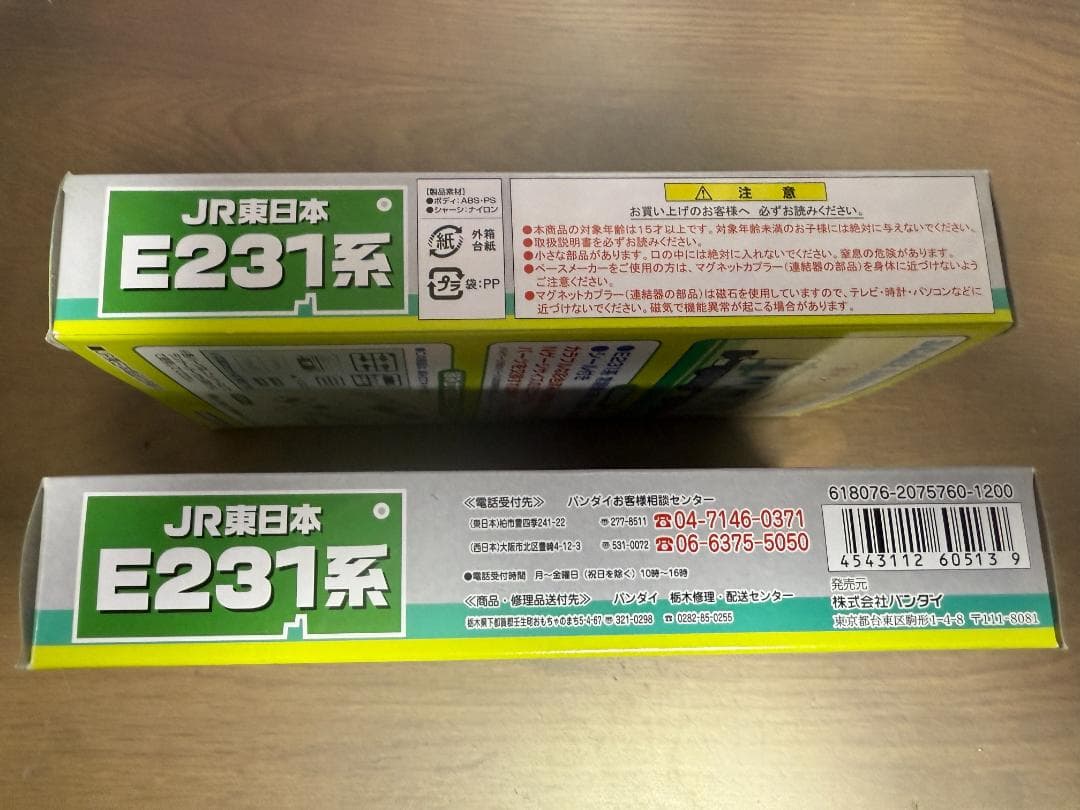 JR東日本
E231系
【製品素材】
●ボディ:ABS・PS
●シャーシ:ナイロン
紙
外箱
台紙
プラ
袋:PP
注意
お買い上げのお客様へ 必ずお読みください。
●本商品の対象年齢は15才以上です。対象年齢未満のお子様には絶対に与えないでください。
●取扱説明書を必ずお読みください。
●小さな部品があります。口の中には絶対に入れないでください。窒息の危険があります。
●ペースメーカーをご使用の方は、マグネットカプラー(連結器の部品)を身体に近づけないよう
ご注意ください。
●マグネットカプラー(連結器の部品)は磁石を使用していますので、テレビ・時計・パソコンなどに
近づけないでください。磁気で機能異常が起こる場合があります。
JR東日本
E231系
≪電話受付先≫ バンダイお客様相談センター
(東日本)柏市豊四季241-22 〒277-8511 ☎04-7146-0371
(西日本)大阪市北区豊崎4-12-3 〒531-0072 ☎06-6375-5050
●電話受付時間 月〜金曜日(祝日を除く)10時〜16時
≪商品・修理品送付先≫ バンダイ 栃木修理・配送センター
栃木県下都賀郡壬生町おもちゃのまち5-4-67 〒321-0298 ☎0282-85-0255
618076-2075760-1200
4543112 60513 9
発売元
株式会社バンダイ
東京都台東区駒形1-4-8 〒111-8081